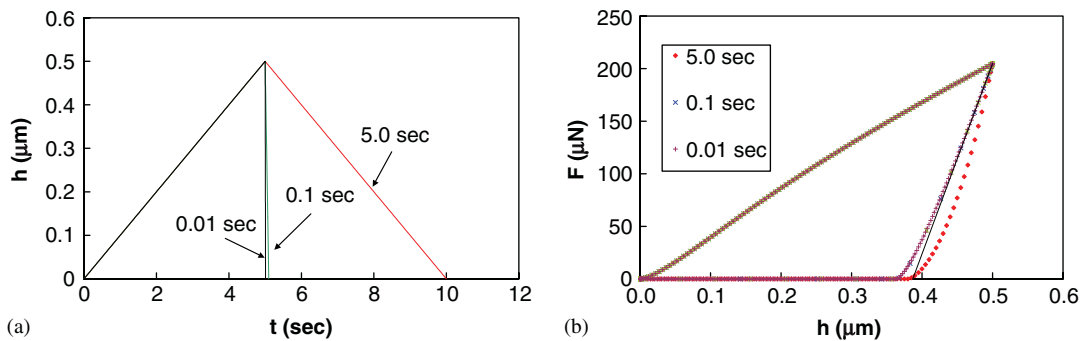 0.6
0.5
0.4
0.3
0.2
0.1
0
h (μm)
5.0 sec
0.1 sec
0.01 sec
0 2 4 6 8 10 12
(a)
t (sec)
250
200
150
100
50
0
F (μN)
5.0 sec
0.1 sec
0.01 sec
0.0 0.1 0.2 0.3 0.4 0.5 0.6
(b)
h (μm)